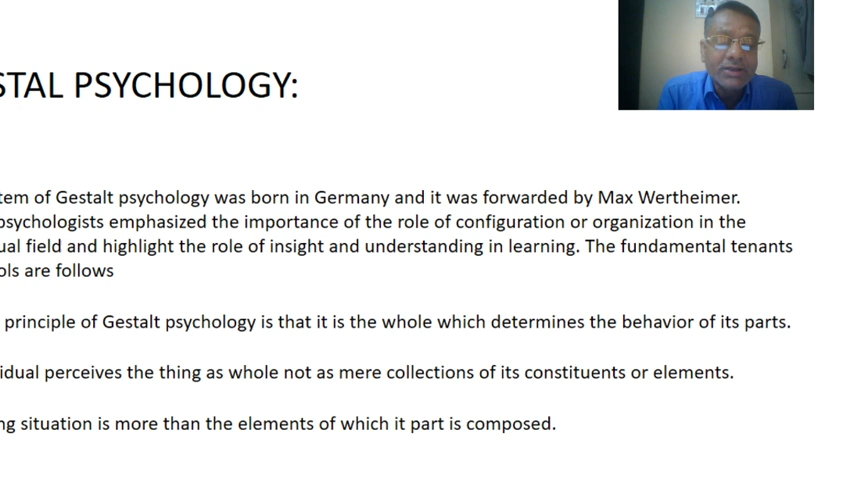 STAL PSYCHOLOGY:
tem of Gestalt psychology was born in Germany and it was forwarded by Max Wertheimer.
psychologists emphasized the importance of the role of configuration or organization in the
ual field and highlight the role of insight and understanding in learning. The fundamental tenants
ols are follows
principle of Gestalt psychology is that it is the whole which determines the behavior of its parts.
idual perceives the thing as whole not as mere collections of its constituents or elements.
ng situation is more than the elements of which it part is composed.